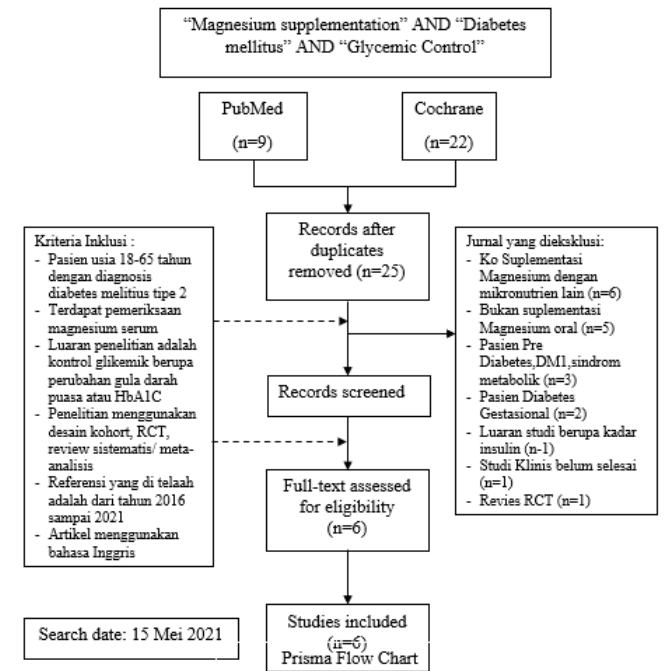 “Magnesium supplementation” AND “Diabetes
mellitus” AND “Glycemic Control”
PubMed
(n=9)
Cochrane
(n=22)
Records after
duplicates
removed (n=25)
Kriteria Inklusi :
- Pasien usia 18-65 tahun
dengan diagnosis
diabetes melitius tipe 2
- Terdapat pemeriksaan
magnesium serum
- Luaran penelitian adalah
kontrol glikemik berupa
perubahan gula darah
puasa atau HbA1C
- Penelitian menggunakan
desain kohort, RCT,
review sistematis/ meta-
analisis
- Referensi yang di telaah
adalah dari tahun 2016
sampai 2021
- Artikel menggunakan
bahasa Inggris
Jurnal yang dieksklusi:
- Ko Suplementasi
Magnesium dengan
mikronutrien lain (n=6)
- Bukan suplementasi
Magnesium oral (n=5)
- Pasien Pre
Diabetes,DM1,sindrom
metabolik (n=3)
- Pasien Diabetes
Gestasional (n=2)
- Luaran studi berupa kadar
insulin (n-1)
- Studi Klinis belum selesai
(n=1)
- Revies RCT (n=1)
Records screened
Full-text assessed
for eligibility
(n=6)
Studies included
(n=6)
Prisma Flow Chart
Search date: 15 Mei 2021